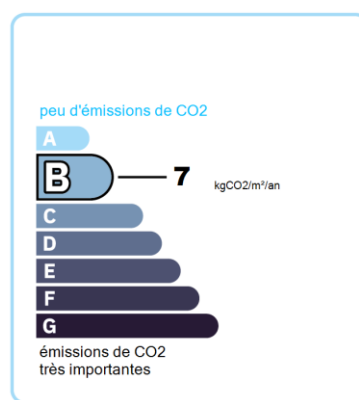 peu d'émissions de CO2
A
B 7 kgCO2/m²/an
C
D
E
F
G
émissions de CO2
très importantes